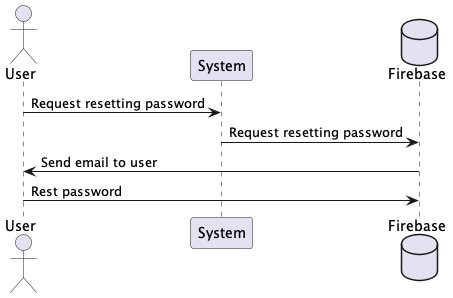 User
System
Firebase
Request resetting password
Request resetting password
Send email to user
Rest password
User
System
Firebase